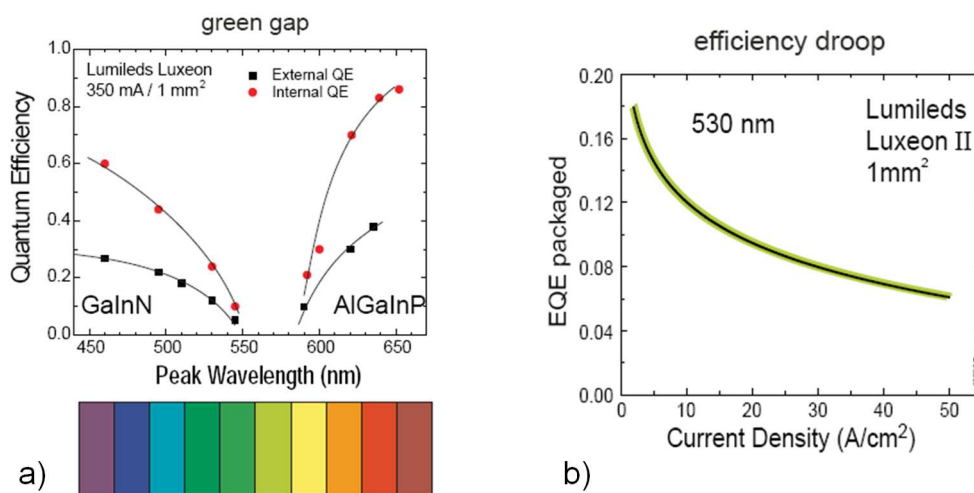 green gap
Lumileds Luxeon
350 mA / 1 mm²
External QE
Internal QE
Quantum Efficiency
1.0
0.8
0.6
0.4
0.2
0.0
GaInN
AlGaInP
450 500 550 600 650
Peak Wavelength (nm)
a)
efficiency droop
530 nm
Lumileds
Luxeon II
1mm²
EQE packaged
0.20
0.16
0.12
0.08
0.04
0.00
0 10 20 30 40 50
Current Density (A/cm²)
b)